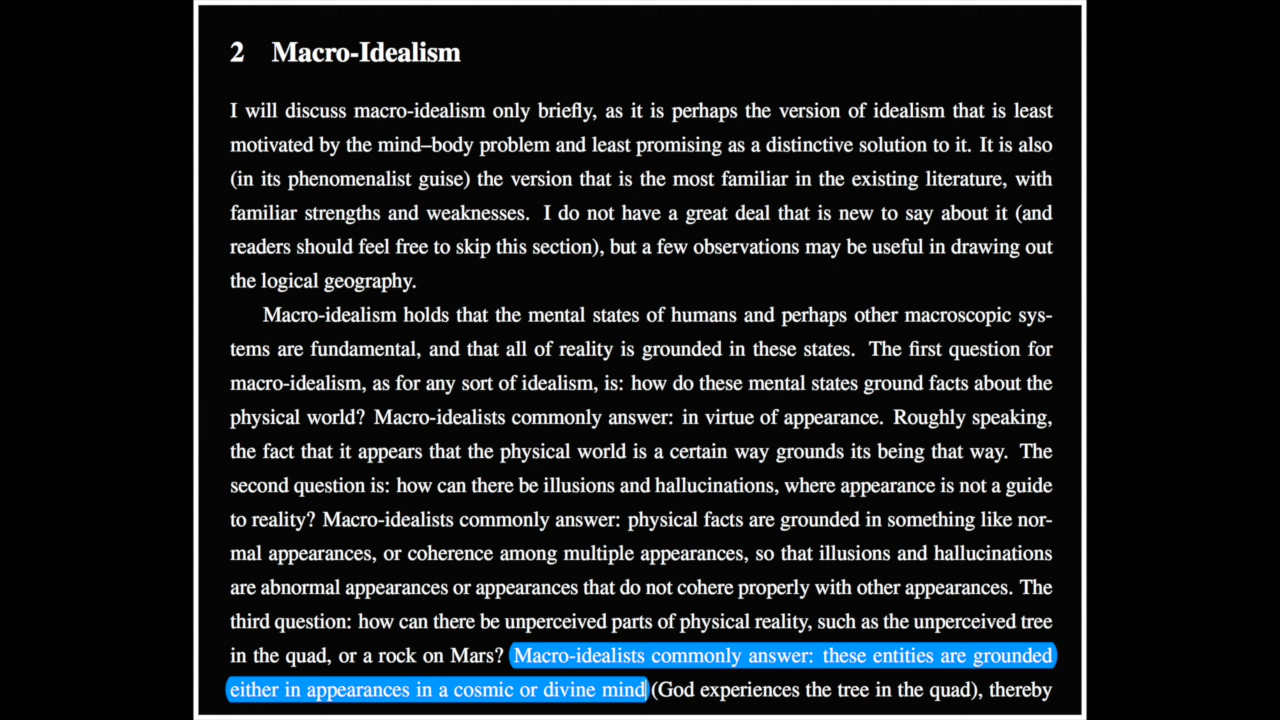 2 Macro-Idealism
I will discuss macro-idealism only briefly, as it is perhaps the version of idealism that is least
motivated by the mind–body problem and least promising as a distinctive solution to it. It is also
(in its phenomenalist guise) the version that is the most familiar in the existing literature, with
familiar strengths and weaknesses. I do not have a great deal that is new to say about it (and
readers should feel free to skip this section), but a few observations may be useful in drawing out
the logical geography.
Macro-idealism holds that the mental states of humans and perhaps other macroscopic sys-
tems are fundamental, and that all of reality is grounded in these states. The first question for
macro-idealism, as for any sort of idealism, is: how do these mental states ground facts about the
physical world? Macro-idealists commonly answer: in virtue of appearance. Roughly speaking,
the fact that it appears that the physical world is a certain way grounds its being that way. The
second question is: how can there be illusions and hallucinations, where appearance is not a guide
to reality? Macro-idealists commonly answer: physical facts are grounded in something like nor-
mal appearances, or coherence among multiple appearances, so that illusions and hallucinations
are abnormal appearances or appearances that do not cohere properly with other appearances. The
third question: how can there be unperceived parts of physical reality, such as the unperceived tree
in the quad, or a rock on Mars? Macro-idealists commonly answer: these entities are grounded
either in appearances in a cosmic or divine mind (God experiences the tree in the quad), thereby